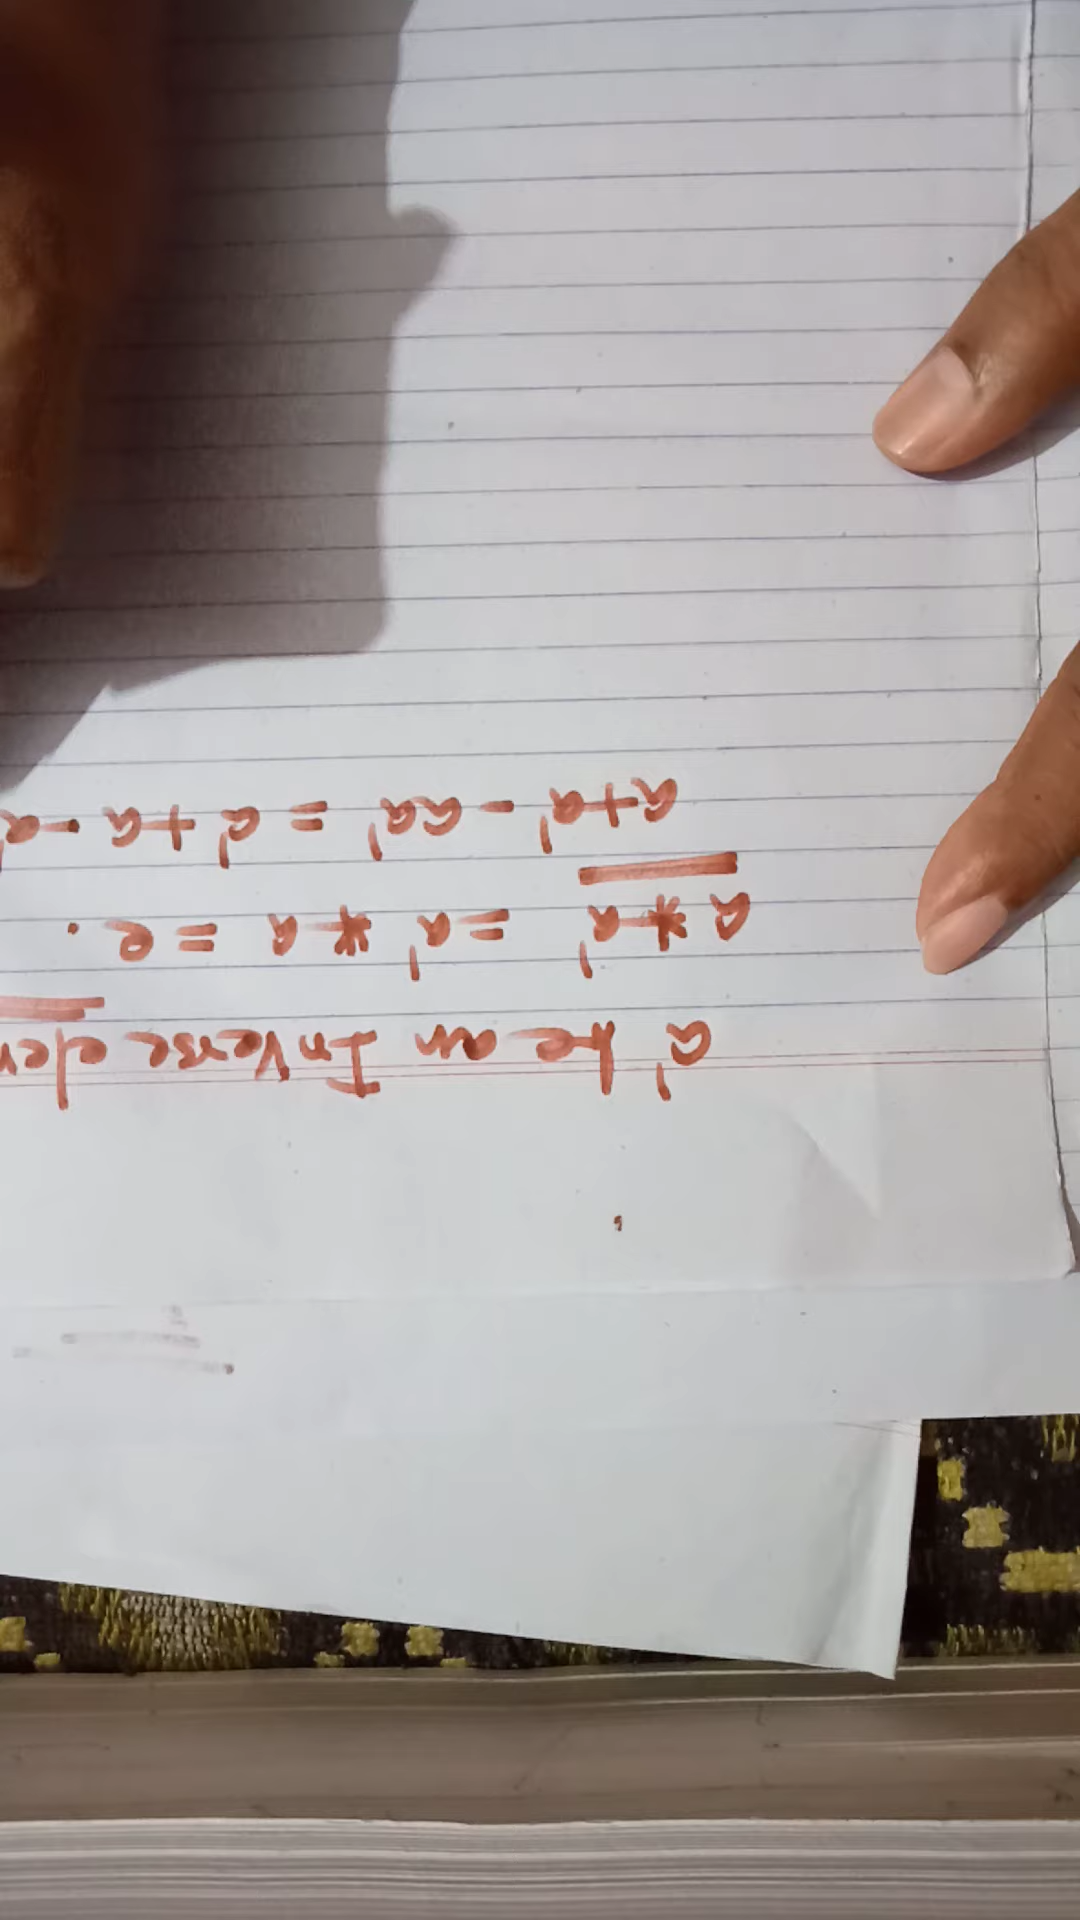 a' be an Inverse
a * a' = a' * a = e.
a + a' - aa' = a' + a -